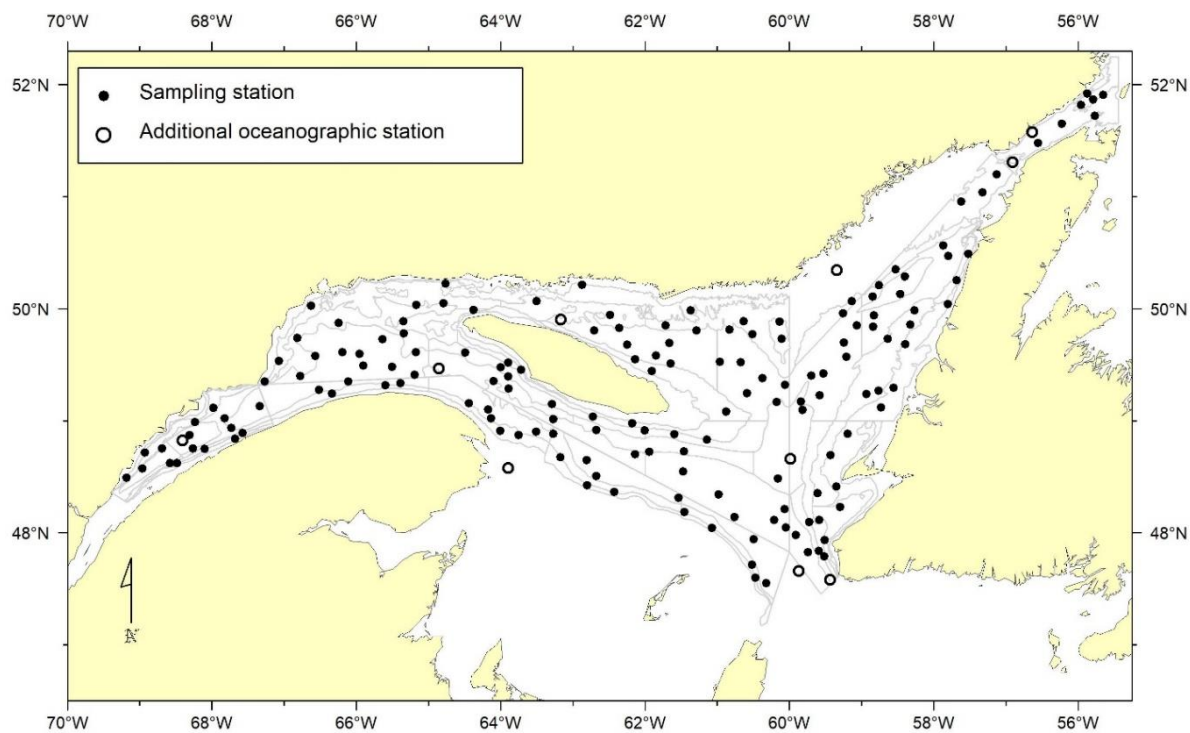 70°W 68°W 66°W 64°W 62°W 60°W 58°W 56°W
52°N 52°N
Sampling station
Additional oceanographic station
50°N 50°N
48°N 48°N
N
70°W 68°W 66°W 64°W 62°W 60°W 58°W 56°W